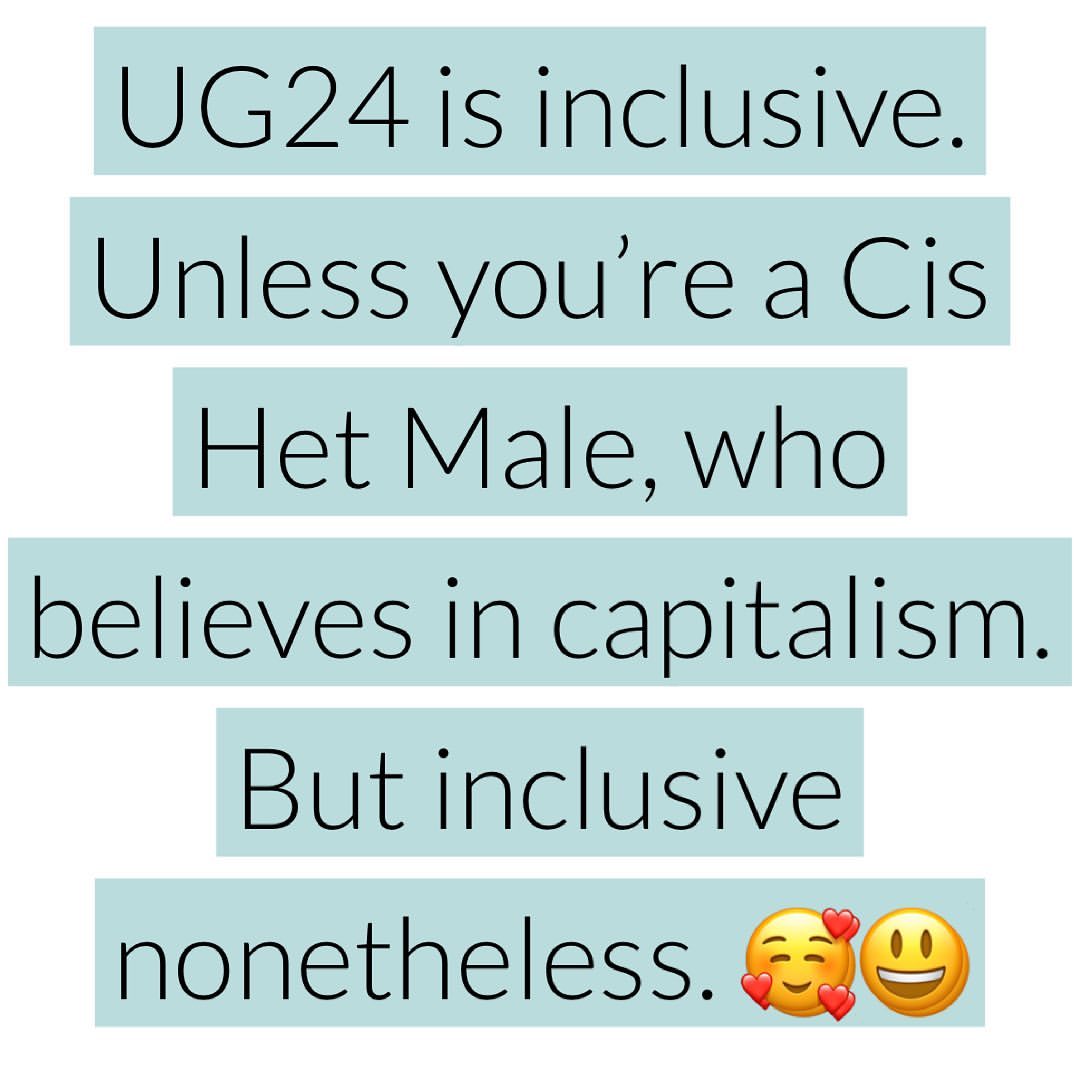 UG24 is inclusive.
Unless you’re a Cis
Het Male, who
believes in capitalism.
But inclusive
nonetheless. 🥰😃